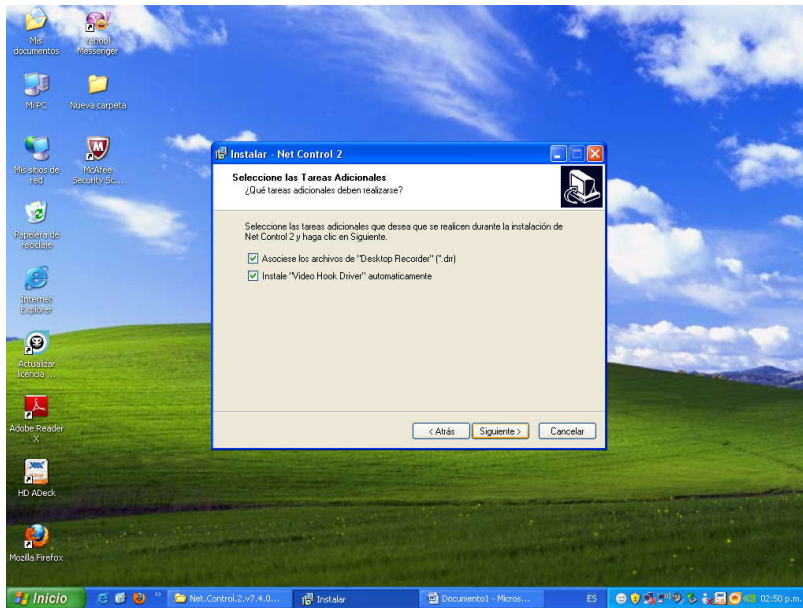 Mis documentos
Yahoo! Messenger
Mi PC
Nueva carpeta
Mis sitios de red
McAfee Security Sc...
Papelera de reciclaje
Internet Explorer
Actualizar licencia ...
Adobe Reader X
HD ADeck
Mozilla Firefox
Instalar - Net Control 2
Seleccione las Tareas Adicionales
¿Qué tareas adicionales deben realizarse?
Seleccione las tareas adicionales que desea que se realicen durante la instalación de
Net Control 2 y haga clic en Siguiente.
Asociese los archivos de "Desktop Recorder" (*.drr)
Instale "Video Hook Driver" automaticamente
< Atrás
Siguiente >
Cancelar
Inicio
Net.Control.2.v7.4.0...
Instalar
Documento1 - Micros...
ES
02:50 p.m.